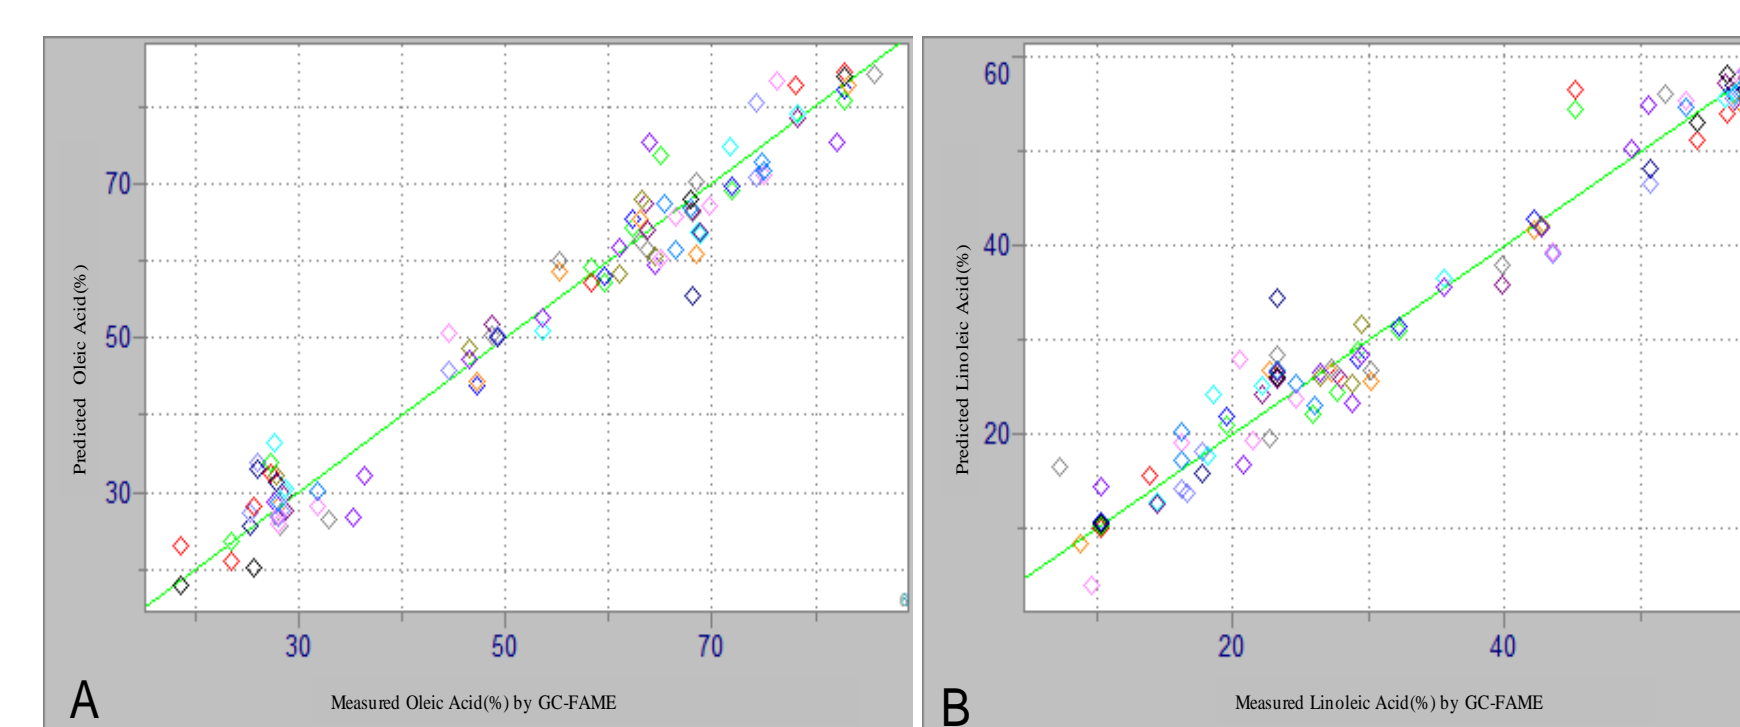 70
50
30
Predicted Oleic Acid(%)
30 50 70
Measured Oleic Acid(%) by GC-FAME
A
60
40
20
Predicted Linoleic Acid(%)
20 40
Measured Linoleic Acid(%) by GC-FAME
B